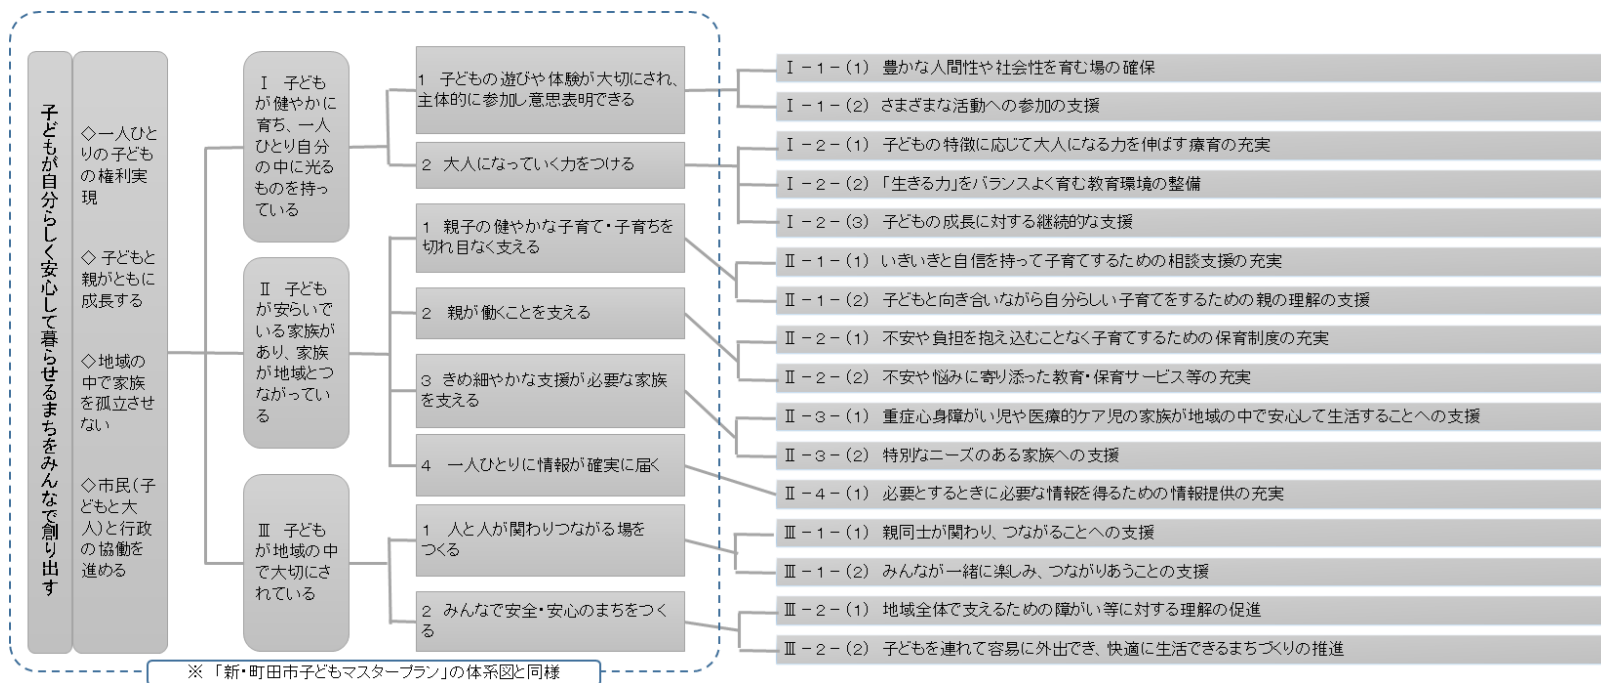 子どもが自分らしく安心して暮らせるまちをみんなで創り出す
◇一人ひと
りの子ども
の権利実
現
◇ 子どもと
親がともに
成長する
◇地域の
中で家族
を孤立させ
ない
◇市民(子
どもと大
人)と行政
の協働を
進める
Ⅰ 子ども
が健やかに
育ち、一人
ひとり自分
の中に光る
ものを持っ
ている
Ⅱ 子ども
が安らいで
いる家族が
あり、家族
が地域とつ
ながってい
る
Ⅲ 子ども
が地域の中
で大切にさ
れている
1 子どもの遊びや体験が大切にされ、
主体的に参加し意思表明できる
2 大人になっていく力をつける
1 親子の健やかな子育て・子育ちを
切れ目なく支える
2 親が働くことを支える
3 きめ細やかな支援が必要な家族
を支える
4 一人ひとりに情報が確実に届く
1 人と人が関わりつながる場を
つくる
2 みんなで安全・安心のまちをつく
る
Ⅰ-1-(1) 豊かな人間性や社会性を育む場の確保
Ⅰ-1-(2) さまざまな活動への参加の支援
Ⅰ-2-(1) 子どもの特徴に応じて大人になる力を伸ばす療育の充実
Ⅰ-2-(2) 「生きる力」をバランスよく育む教育環境の整備
Ⅰ-2-(3) 子どもの成長に対する継続的な支援
Ⅱ-1-(1) いきいきと自信を持って子育てするための相談支援の充実
Ⅱ-1-(2) 子どもと向き合いながら自分らしい子育てをするための親の理解の支援
Ⅱ-2-(1) 不安や負担を抱え込むことなく子育てするための保育制度の充実
Ⅱ-2-(2) 不安や悩みに寄り添った教育・保育サービス等の充実
Ⅱ-3-(1) 重症心身障がい児や医療的ケア児の家族が地域の中で安心して生活することへの支援
Ⅱ-3-(2) 特別なニーズのある家族への支援
Ⅱ-4-(1) 必要とするときに必要な情報を得るための情報提供の充実
Ⅲ-1-(1) 親同士が関わり、つながることへの支援
Ⅲ-1-(2) みんなが一緒に楽しみ、つながりあうことの支援
Ⅲ-2-(1) 地域全体で支えるための障がい等に対する理解の促進
Ⅲ-2-(2) 子どもを連れて容易に外出でき、快適に生活できるまちづくりの推進
※ 「新・町田市子どもマスタープラン」の体系図と同様